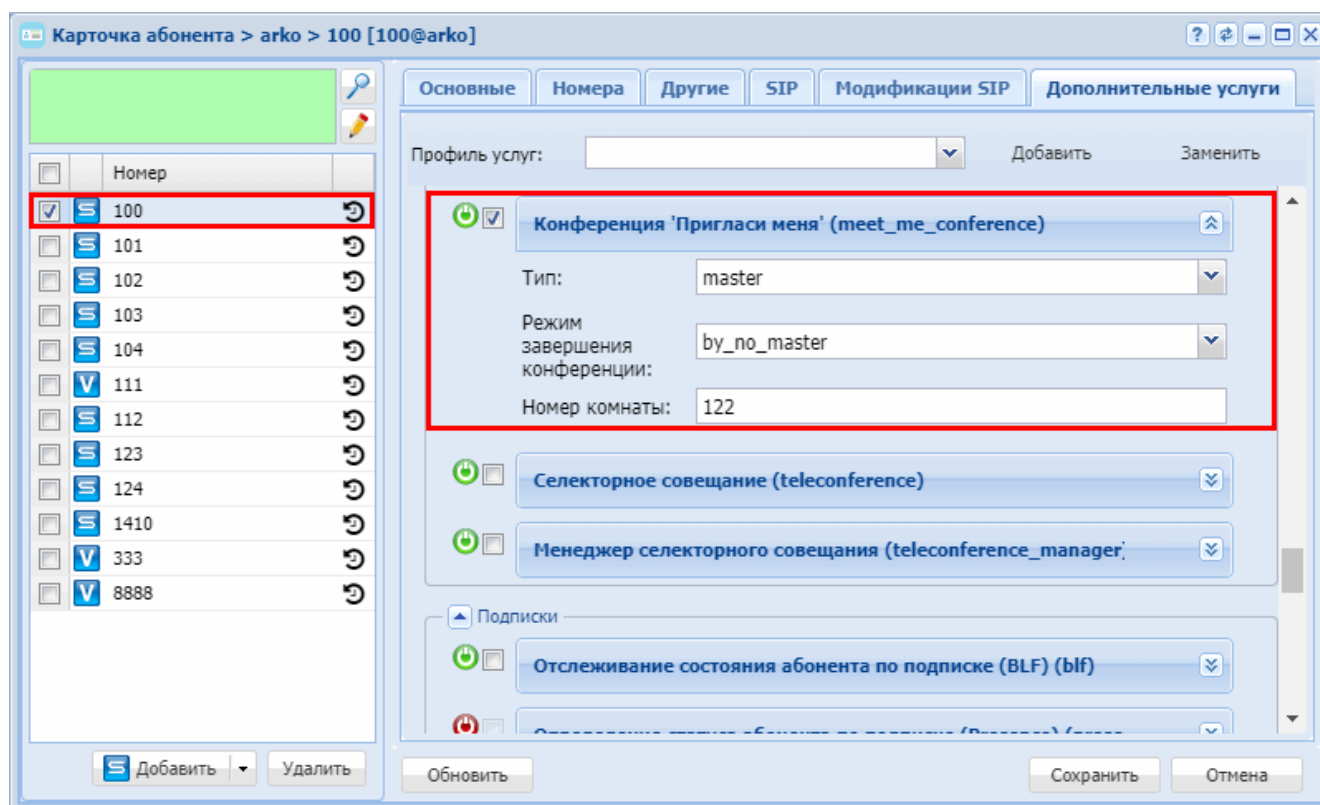 Карточка абонента > arko > 100 [100@arko]
Номер
100
101
102
103
104
111
112
123
124
1410
333
8888
Добавить
Удалить
Основные
Номера
Другие
SIP
Модификации SIP
Дополнительные услуги
Профиль услуг:
Добавить
Заменить
Конференция 'Пригласи меня' (meet_me_conference)
Тип:
master
Режим
завершения
конференции:
by_no_master
Номер комнаты:
122
Селекторное совещание (teleconference)
Менеджер селекторного совещания (teleconference_manager)
Подписки
Отслеживание состояния абонента по подписке (BLF) (blf)
Обновить
Сохранить
Отмена